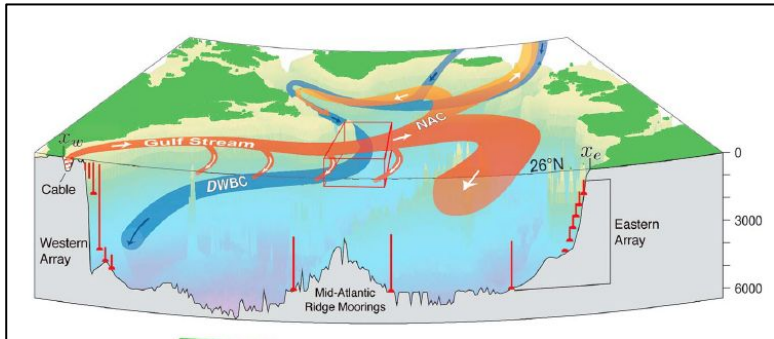 NAC
x_w
Gulf Stream
x_e
26°N
0
Cable
DWBC
Western
Array
Eastern
Array
3000
Mid-Atlantic
Ridge Moorings
6000